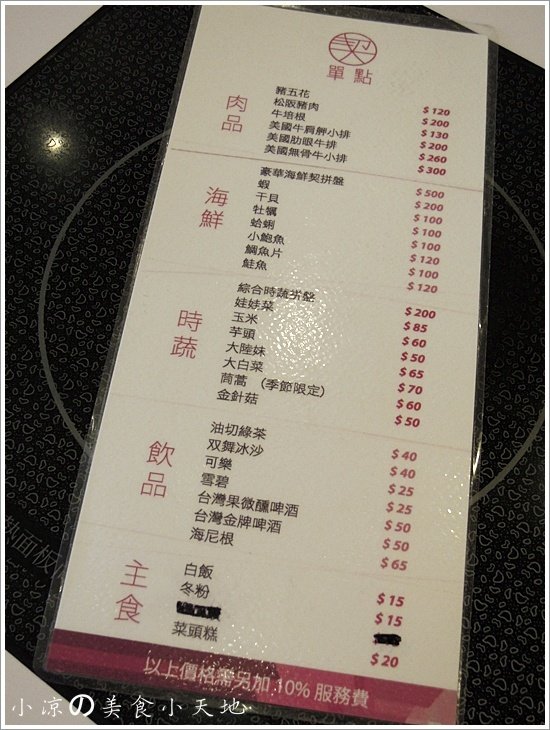 契
單點
肉品
豬五花 $120
松阪豬肉 $200
牛培根 $130
美國牛肩胛小排 $200
美國肋眼牛排 $260
美國無骨牛小排 $300
海鮮
豪華海鮮契拼盤 $500
蝦 $200
干貝 $100
牡蠣 $100
蛤蜊 $100
小鮑魚 $120
鯛魚片 $100
鮭魚 $120
時蔬
綜合時蔬拼盤 $200
娃娃菜 $85
玉米 $60
芋頭 $50
大陸妹 $65
大白菜 $70
茼蒿 （季節限定） $60
金針菇 $50
飲品
油切綠茶 $40
双舞冰沙 $40
可樂 $25
雪碧 $25
台灣果微醺啤酒 $50
台灣金牌啤酒 $50
海尼根 $65
主食
白飯 $15
冬粉 $15
菜頭粿 $20
以上價格需另加 10% 服務費
熱面板
小涼の美食小天地